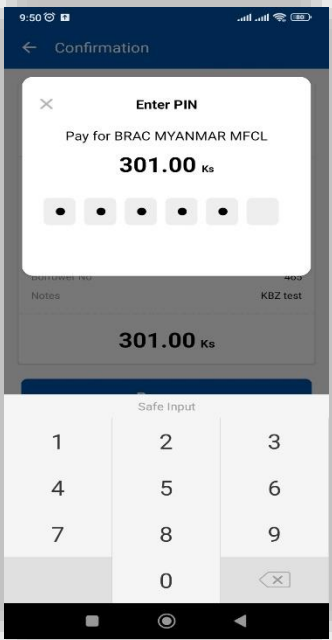 9:50
Confirmation
Enter PIN
Pay for BRAC MYANMAR MFCL
301.00 Ks
Borrower No 465
Notes KBZ test
301.00 Ks
Safe Input
1 2 3
4 5 6
7 8 9
0